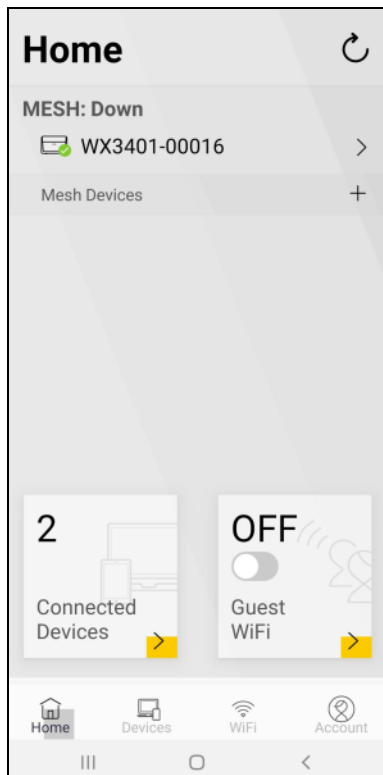 Home
MESH: Down
WX3401-00016
Mesh Devices
2
Connected
Devices
OFF
Guest
WiFi
Home
Devices
WiFi
Account